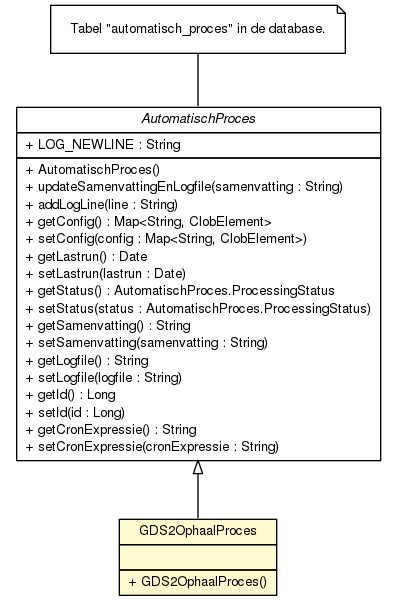 Tabel "automatisch_proces" in de database.
AutomatischProces
+ LOG_NEWLINE : String
+ AutomatischProces()
+ updateSamenvattingEnLogfile(samenvatting : String)
+ addLogLine(line : String)
+ getConfig() : Map<String, ClobElement>
+ setConfig(config : Map<String, ClobElement>)
+ getLastrun() : Date
+ setLastrun(lastrun : Date)
+ getStatus() : AutomatischProces.ProcessingStatus
+ setStatus(status : AutomatischProces.ProcessingStatus)
+ getSamenvatting() : String
+ setSamenvatting(samenvatting : String)
+ getLogfile() : String
+ setLogfile(logfile : String)
+ getId() : Long
+ setId(id : Long)
+ getCronExpressie() : String
+ setCronExpressie(cronExpressie : String)
GDS2OphaalProces
+ GDS2OphaalProces()